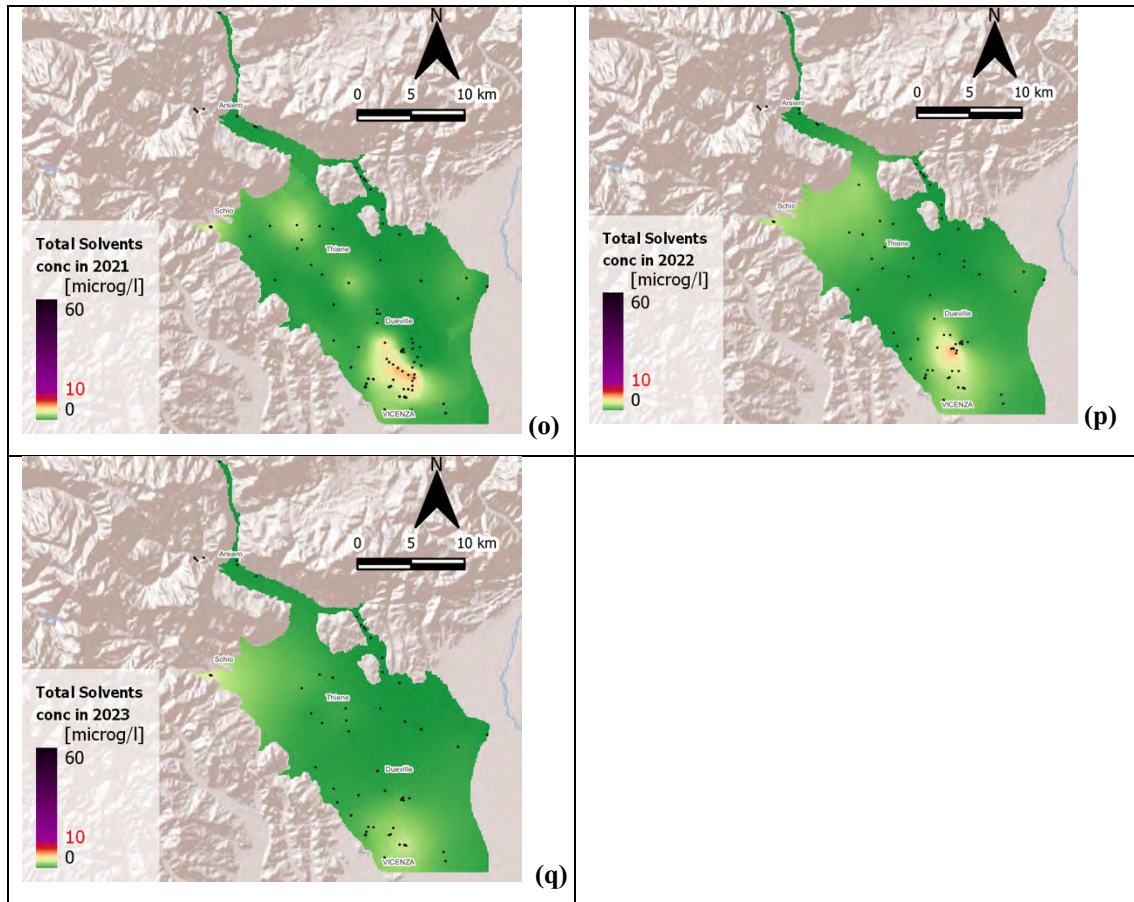 N
0 5 10 km
Arsiero
Schio
Thiene
Dueville
VICENZA
Total Solvents
conc in 2021
[microg/l]
60
10
0
(o)
N
0 5 10 km
Arsiero
Schio
Thiene
Dueville
VICENZA
Total Solvents
conc in 2022
[microg/l]
60
10
0
(p)
N
0 5 10 km
Arsiero
Schio
Thiene
Dueville
VICENZA
Total Solvents
conc in 2023
[microg/l]
60
10
0
(q)